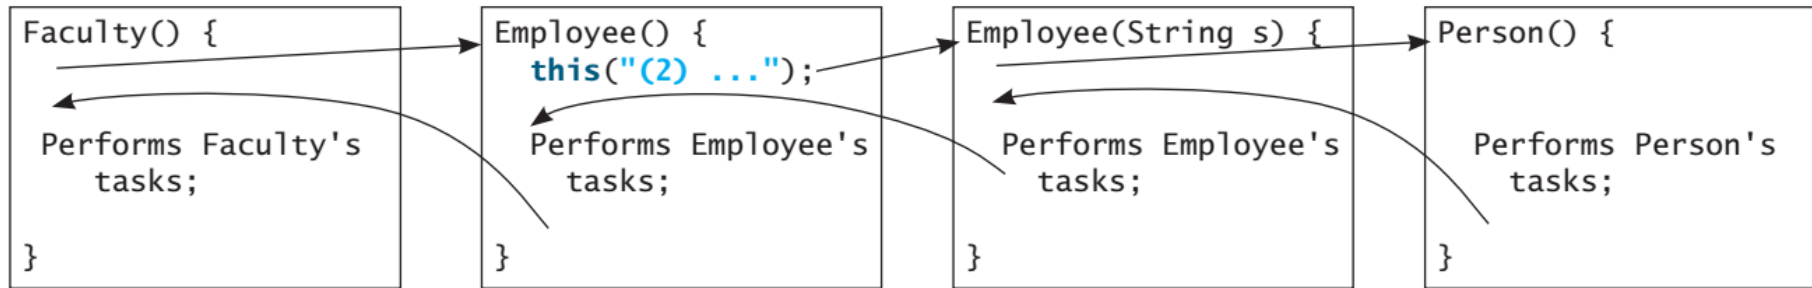 Faculty() {
Performs Faculty's
tasks;
}
Employee() {
this("(2) ...");
Performs Employee's
tasks;
}
Employee(String s) {
Performs Employee's
tasks;
}
Person() {
Performs Person's
tasks;
}